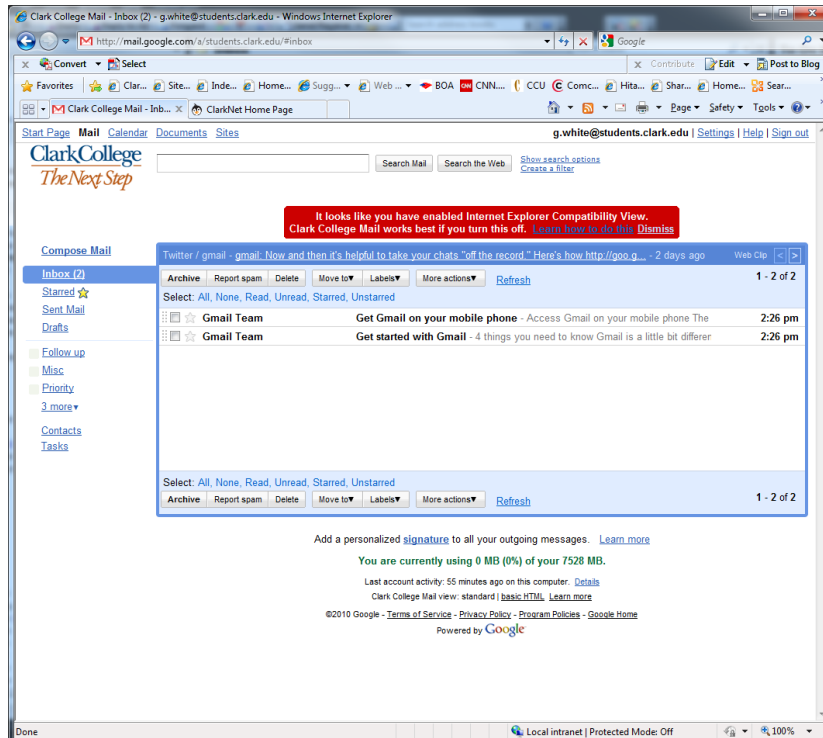 Clark College Mail - Inbox (2) - g.white@students.clark.edu - Windows Internet Explorer
http://mail.google.com/a/students.clark.edu/#inbox Google
x Convert Select x Contribute Edit Post to Blog
Favorites Clar... Site... Inde... Home... Sugg... Web ... BOA CNN.... CCU Comc... Hita... Shar... Home... Sear...
Clark College Mail - Inb... x ClarkNet Home Page Page Safety Tools
Start Page Mail Calendar Documents Sites g.white@students.clark.edu | Settings | Help | Sign out
ClarkCollege
The Next Step
Search Mail Search the Web Show search options
Create a filter
It looks like you have enabled Internet Explorer Compatibility View.
Clark College Mail works best if you turn this off. Learn how to do this Dismiss
Compose Mail
Twitter / gmail - gmail: Now and then it's helpful to take your chats "off the record." Here's how http://goo.g... - 2 days ago Web Clip < >
Inbox (2)
Archive Report spam Delete Move to▼ Labels▼ More actions▼ Refresh 1 - 2 of 2
Starred
Select: All, None, Read, Unread, Starred, Unstarred
Sent Mail
Gmail Team Get Gmail on your mobile phone - Access Gmail on your mobile phone The 2:26 pm
Drafts
Gmail Team Get started with Gmail - 4 things you need to know Gmail is a little bit differer 2:26 pm
Follow up
Misc
Priority
3 more▼
Contacts
Tasks
Select: All, None, Read, Unread, Starred, Unstarred
Archive Report spam Delete Move to▼ Labels▼ More actions▼ Refresh 1 - 2 of 2
Add a personalized signature to all your outgoing messages. Learn more
You are currently using 0 MB (0%) of your 7528 MB.
Last account activity: 55 minutes ago on this computer. Details
Clark College Mail view: standard | basic HTML Learn more
©2010 Google - Terms of Service - Privacy Policy - Program Policies - Google Home
Powered by Google
Done Local intranet | Protected Mode: Off 100%